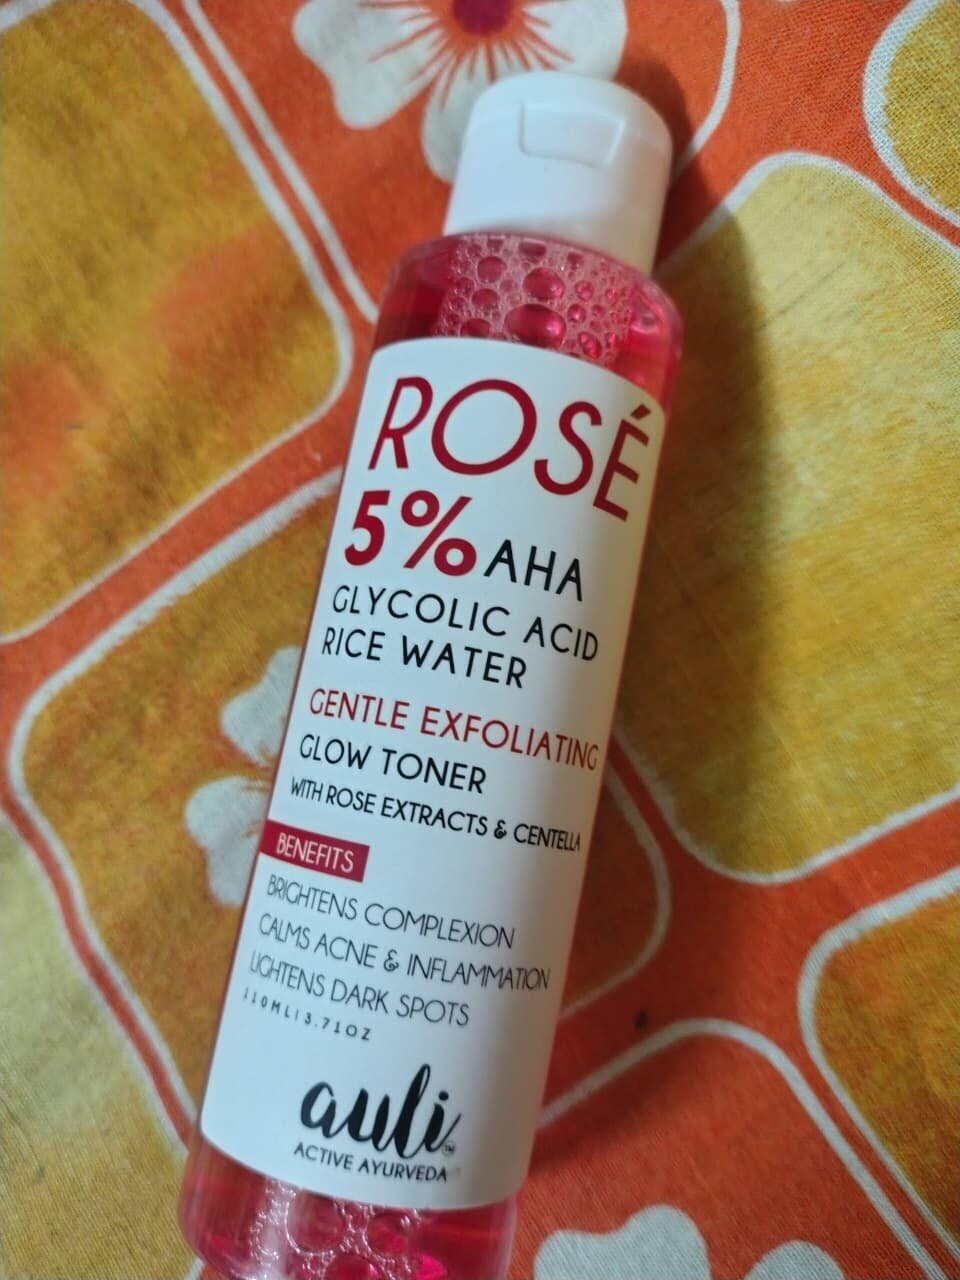 ROSÉ
5% AHA
GLYCOLIC ACID
RICE WATER
GENTLE EXFOLIATING
GLOW TONER
WITH ROSE EXTRACTS & CENTELLA
BENEFITS
BRIGHTENS COMPLEXION
CALMS ACNE & INFLAMMATION
LIGHTENS DARK SPOTS
110ML|3.71OZ
auli™
ACTIVE AYURVEDA